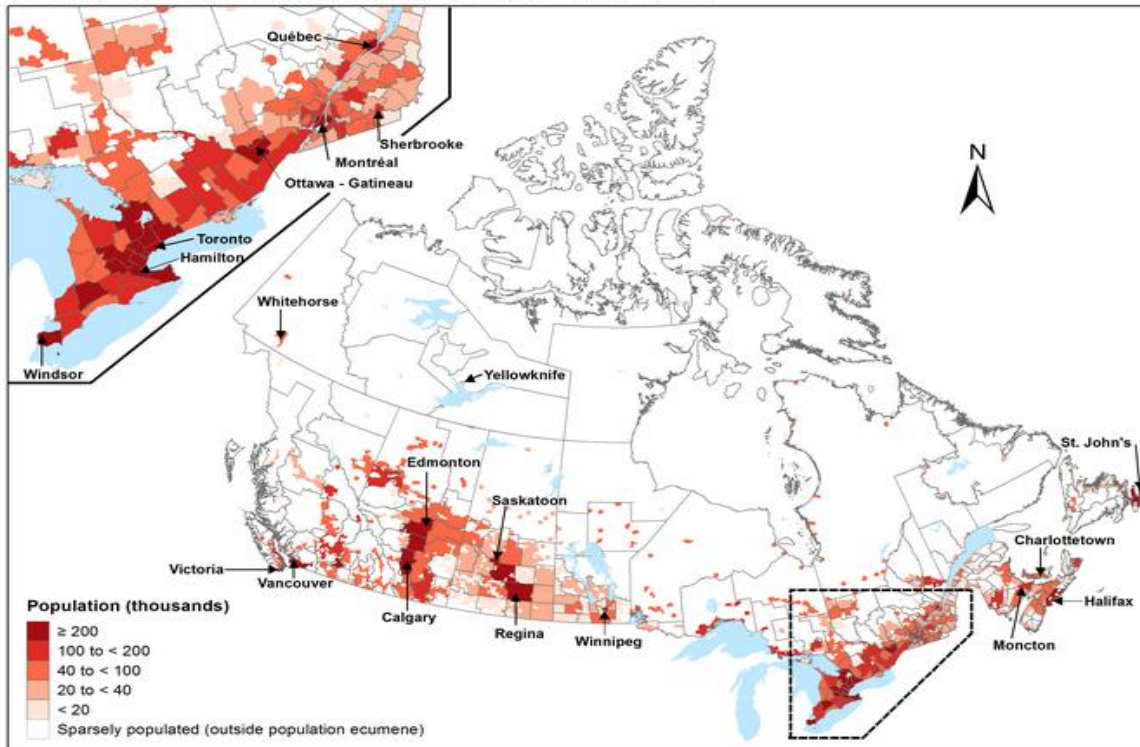 Québec
Sherbrooke
Montréal
Ottawa - Gatineau
Toronto
Hamilton
Windsor
N
Whitehorse
Yellowknife
St. John's
Edmonton
Saskatoon
Charlottetown
Victoria
Vancouver
Calgary
Regina
Winnipeg
Halifax
Moncton
Population (thousands)
≥ 200
100 to < 200
40 to < 100
20 to < 40
< 20
Sparsely populated (outside population ecumene)